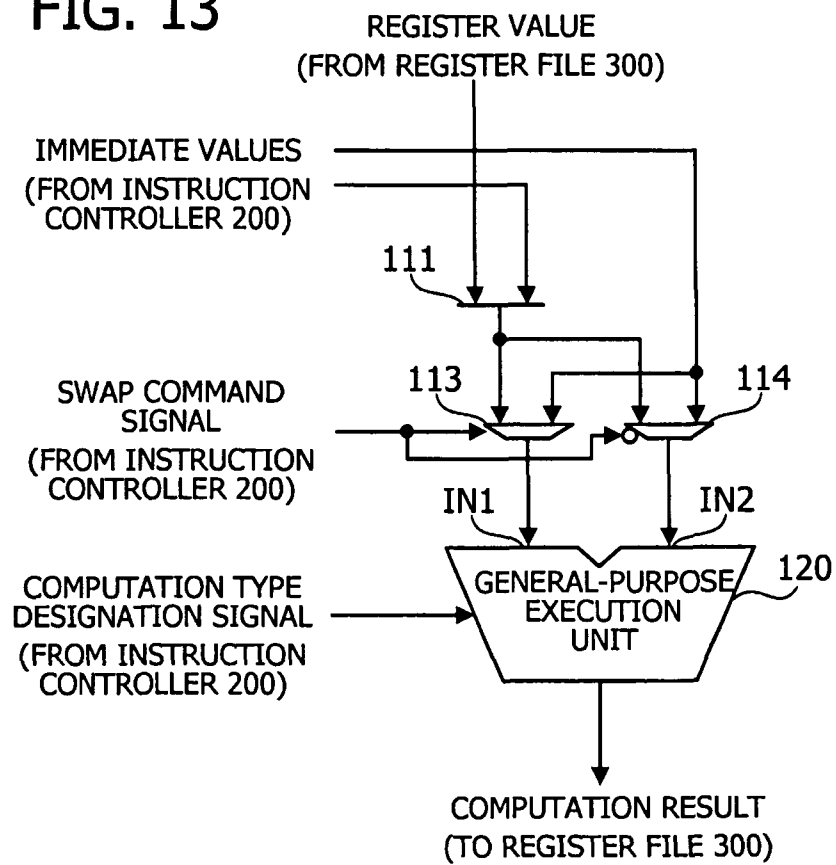 FIG. 13
REGISTER VALUE
(FROM REGISTER FILE 300)
IMMEDIATE VALUES
(FROM INSTRUCTION
CONTROLLER 200)
111
113
114
SWAP COMMAND
SIGNAL
(FROM INSTRUCTION
CONTROLLER 200)
IN1
IN2
COMPUTATION TYPE
DESIGNATION SIGNAL
(FROM INSTRUCTION
CONTROLLER 200)
GENERAL-PURPOSE
EXECUTION
UNIT
120
COMPUTATION RESULT
(TO REGISTER FILE 300)